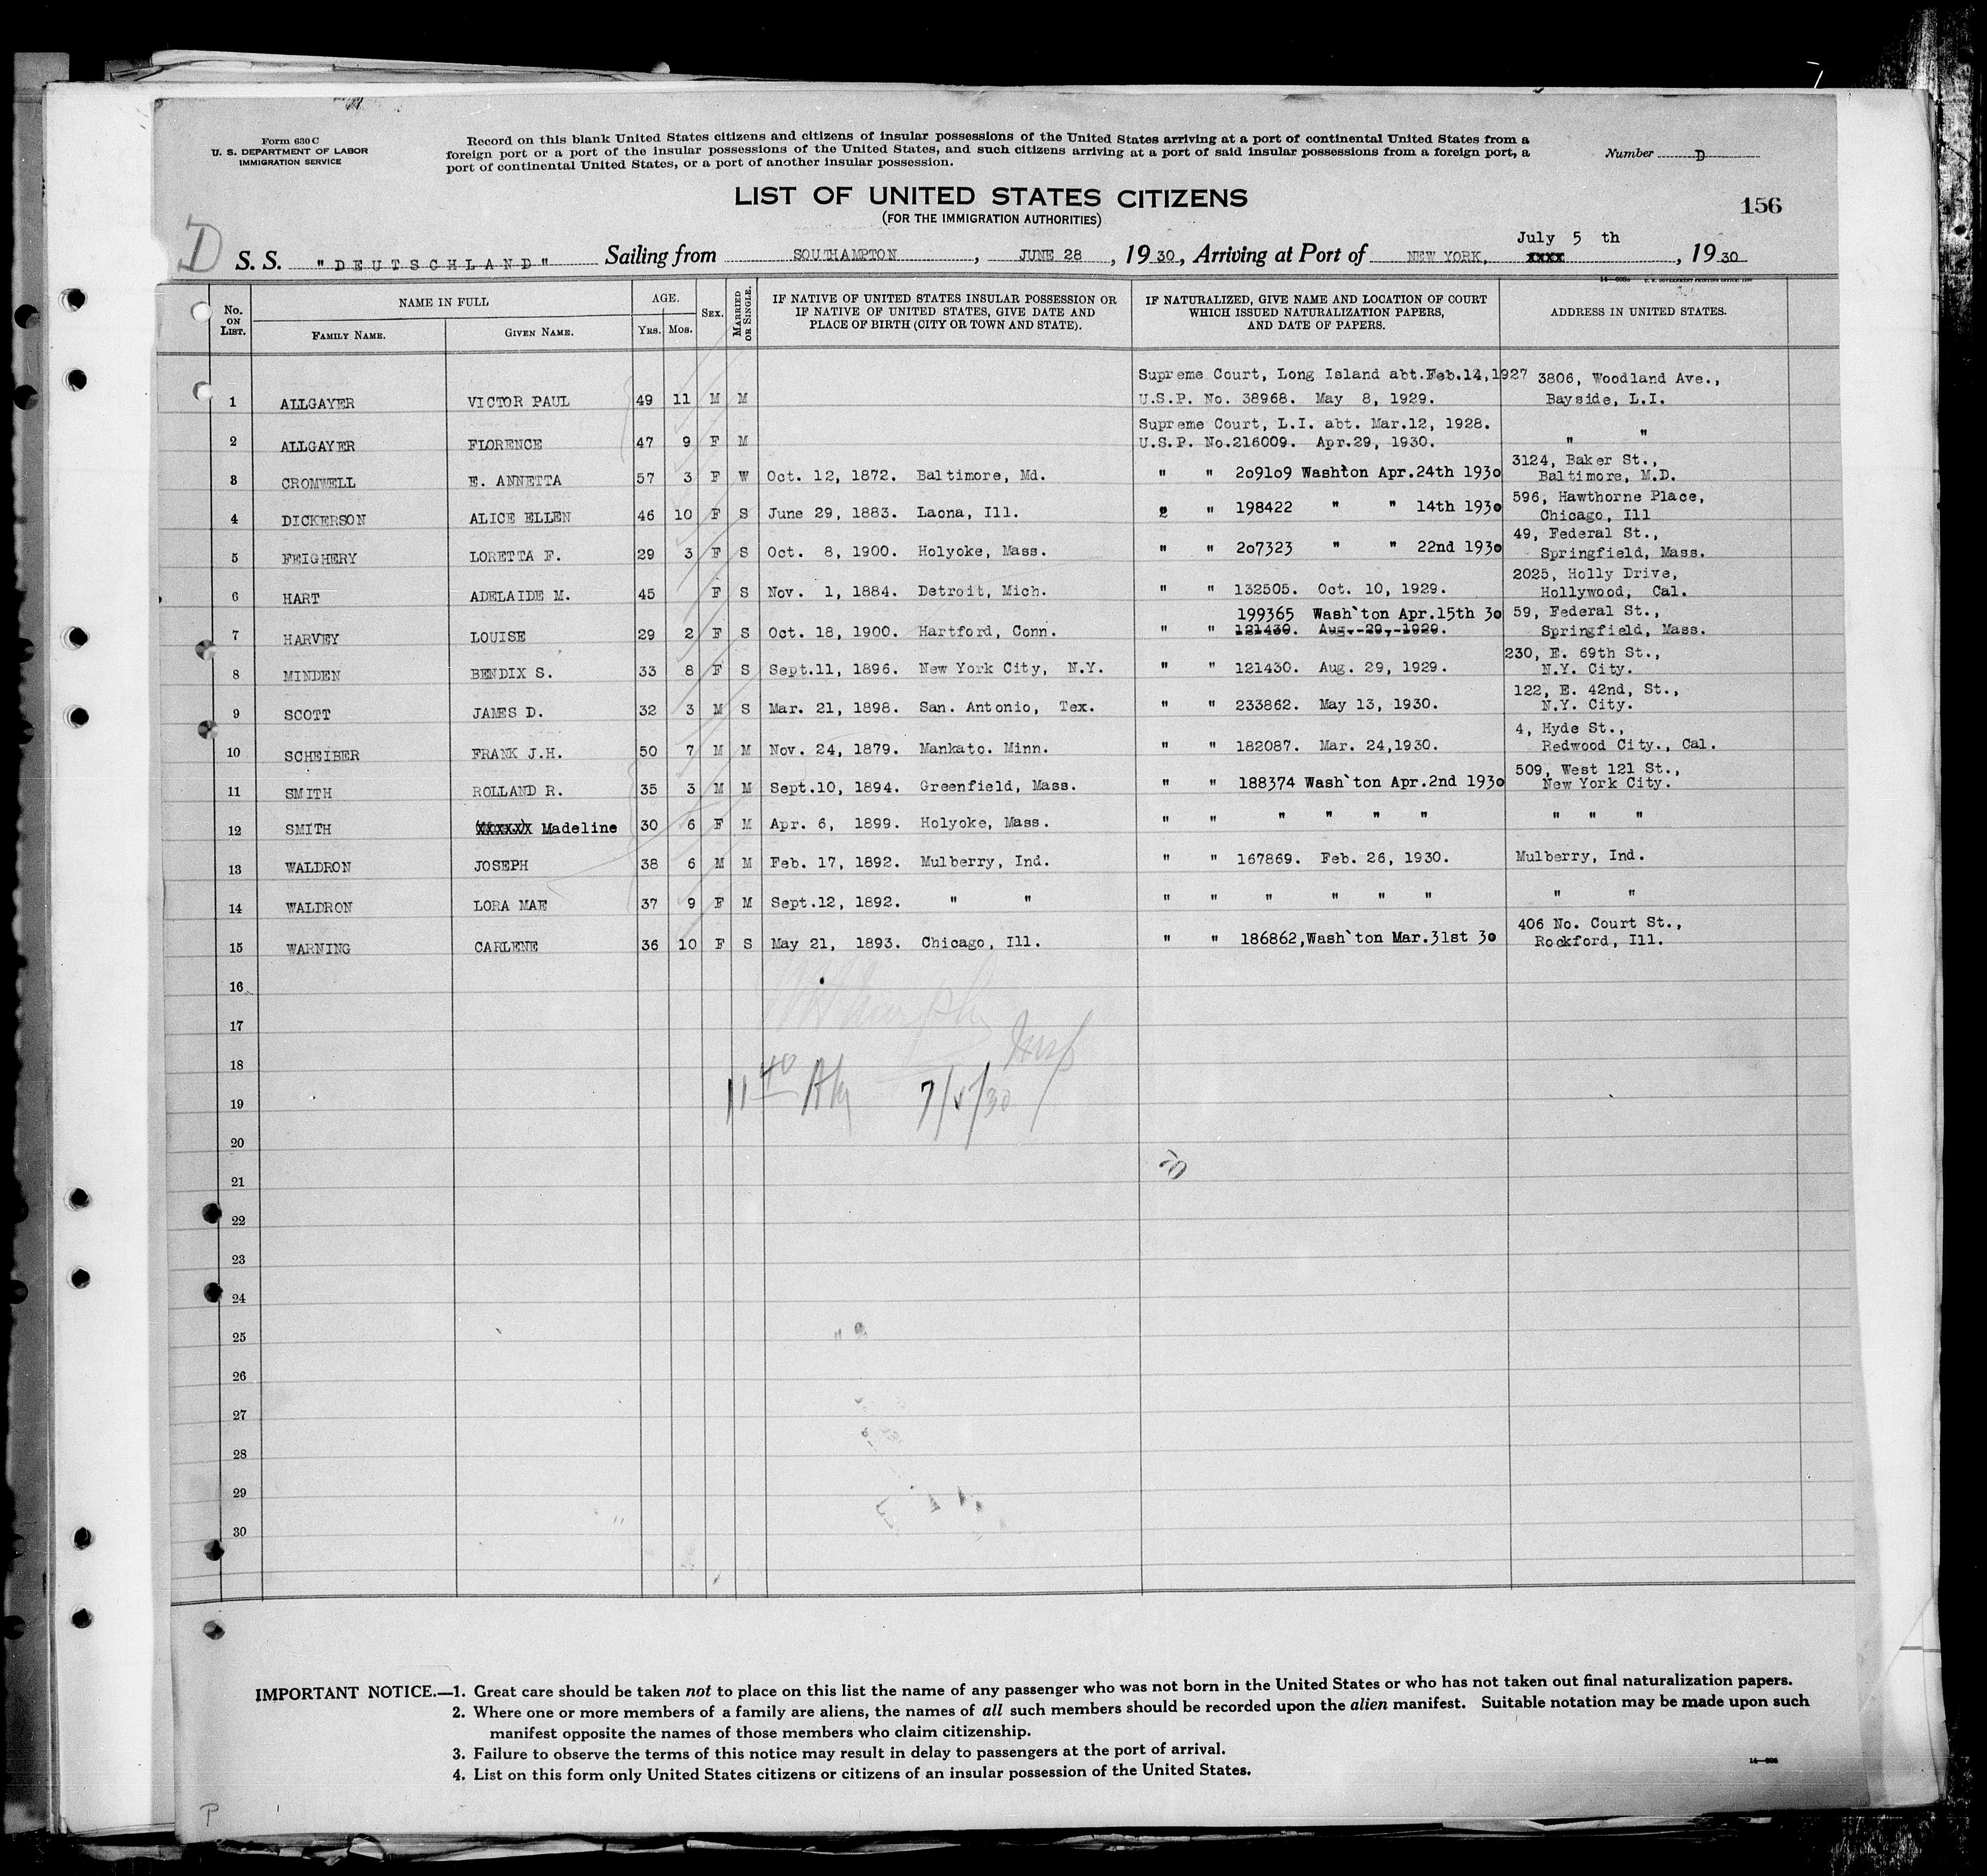 Form 630 C
U. S. DEPARTMENT OF LABOR
IMMIGRATION SERVICE
Record on this blank United States citizens and citizens of insular possessions of the United States arriving at a port of continental United States from a
foreign port or a port of the insular possessions of the United States, and such citizens arriving at a port of said insular possessions from a foreign port, a
port of continental United States, or a port of another insular possession.
Number D
LIST OF UNITED STATES CITIZENS
(FOR THE IMMIGRATION AUTHORITIES)
156
D S. S. "DEUTSCHLAND" Sailing from SOUTHAMPTON, JUNE 28, 1930, Arriving at Port of NEW YORK, July 5 th xxxx, 1930
No. ON LIST. NAME IN FULL FAMILY NAME. GIVEN NAME. AGE. YRS. MOS. SEX. MARRIED OR SINGLE.
IF NATIVE OF UNITED STATES INSULAR POSSESSION OR
IF NATIVE OF UNITED STATES, GIVE DATE AND
PLACE OF BIRTH (CITY OR TOWN AND STATE).
IF NATURALIZED, GIVE NAME AND LOCATION OF COURT
WHICH ISSUED NATURALIZATION PAPERS,
AND DATE OF PAPERS.
ADDRESS IN UNITED STATES.
Supreme Court, Long Island abt.Feb.14,1927 3806, Woodland Ave.,
1 ALLGAYER VICTOR PAUL 49 11 M M U.S.P. No. 38968. May 8, 1929. Bayside, L.I.
Supreme Court, L.I. abt. Mar.12, 1928.
2 ALLGAYER FLORENCE 47 9 F M U.S.P. No.216009. Apr.29, 1930. " "
3124, Baker St.,
3 CROMWELL E. ANNETTA 57 3 F W Oct. 12, 1872. Baltimore, Md. " " 209109 Washton Apr.24th 1930 Baltimore, M.D.
596, Hawthorne Place,
4 DICKERSON ALICE ELLEN 46 10 F S June 29, 1883. Laona, Ill. " " 198422 " " 14th 1930 Chicago, Ill
49, Federal St.,
5 FEIGHERY LORETTA F. 29 3 F S Oct. 8, 1900. Holyoke, Mass. " " 207323 " " 22nd 1930 Springfield, Mass.
2025, Holly Drive,
6 HART ADELAIDE M. 45 F S Nov. 1, 1884. Detroit, Mich. " " 132505. Oct. 10, 1929. Hollywood, Cal.
199365 Wash'ton Apr.15th 30 59, Federal St.,
7 HARVEY LOUISE 29 2 F S Oct. 18, 1900. Hartford, Conn. " " 121430. Aug. 29, 1929. Springfield, Mass.
230, E. 69th St.,
8 MINDEN BENDIX S. 33 8 F S Sept.11, 1896. New York City, N.Y. " " 121430. Aug. 29, 1929. N.Y. City.
122, E. 42nd, St.,
9 SCOTT JAMES D. 32 3 M S Mar. 21, 1898. San. Antonio, Tex. " " 233862. May 13, 1930. N.Y. City.
4, Hyde St.,
10 SCHEIBER FRANK J.H. 50 7 M M Nov. 24, 1879. Mankato. Minn. " " 182087. Mar. 24,1930. Redwood City., Cal.
509, West 121 St.,
11 SMITH ROLLAND R. 35 3 M M Sept.10, 1894. Greenfield, Mass. " " 188374 Wash'ton Apr.2nd 1930 New York City.
12 SMITH (xxxxxx) Madeline 30 6 F M Apr. 6, 1899. Holyoke, Mass. " " " " " " " " "
13 WALDRON JOSEPH 38 6 M M Feb. 17, 1892. Mulberry, Ind. " " 167869. Feb. 26, 1930. Mulberry, Ind.
14 WALDRON LORA MAE 37 9 F M Sept.12, 1892. " " " " " " " " " "
406 No. Court St.,
15 WARNING CARLENE 36 10 F S May 21, 1893. Chicago, Ill. " " 186862,Wash'ton Mar.31st 30 Rockford, Ill.
16
17
Insp
18
19 11 40 7/5/30
20
21
22
23
24
25
26
27
28
29
30
IMPORTANT NOTICE.—1. Great care should be taken not to place on this list the name of any passenger who was not born in the United States or who has not taken out final naturalization papers.
2. Where one or more members of a family are aliens, the names of all such members should be recorded upon the alien manifest. Suitable notation may be made upon such
manifest opposite the names of those members who claim citizenship.
3. Failure to observe the terms of this notice may result in delay to passengers at the port of arrival.
4. List on this form only United States citizens or citizens of an insular possession of the United States.
P